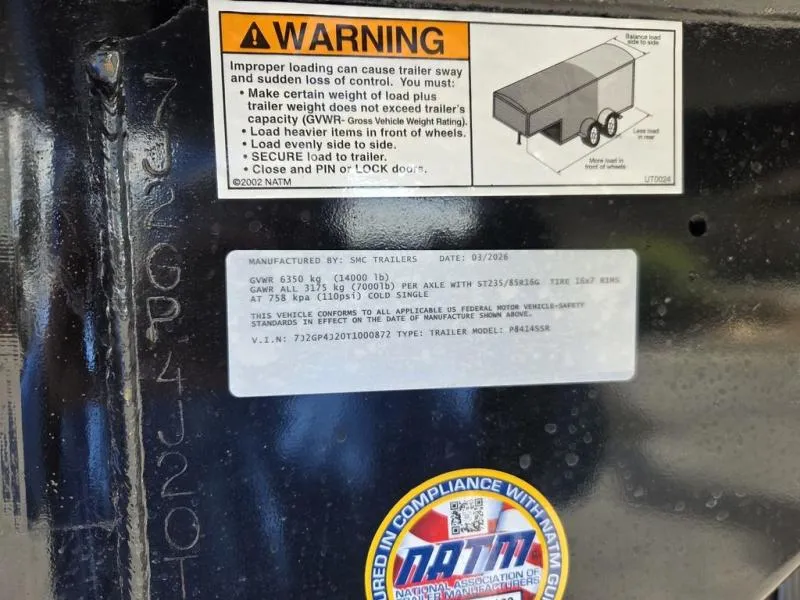 WARNING
Improper loading can cause trailer sway
and sudden loss of control. You must:
• Make certain weight of load plus
trailer weight does not exceed trailer's
capacity (GVWR- Gross Vehicle Weight Rating).
• Load heavier items in front of wheels.
• Load evenly side to side.
• SECURE load to trailer.
• Close and PIN or LOCK doors.
©2002 NATM
Balance load
side to side
Less load
in rear
More load in
front of wheels
UT0024
MANUFACTURED BY: SMC TRAILERS DATE: 03/2026
GVWR 6350 kg (14000 lb)
GAWR ALL 3175 kg (7000lb) PER AXLE WITH ST235/85R16G TIRE 16x7 RIMS
AT 758 kpa (110psi) COLD SINGLE
THIS VEHICLE CONFORMS TO ALL APPLICABLE US FEDERAL MOTOR VEHICLE-SAFETY
STANDARDS IN EFFECT ON THE DATE OF MANUFACTURE SHOWN ABOVE.
V.I.N: 7J2GP4J20T1000872 TYPE: TRAILER MODEL: P8414SSR
7J2GP4J20T
IN COMPLIANCE WITH NATM
NATM
NATIONAL ASSOCIATION OF
TRAILER MANUFACTURERS